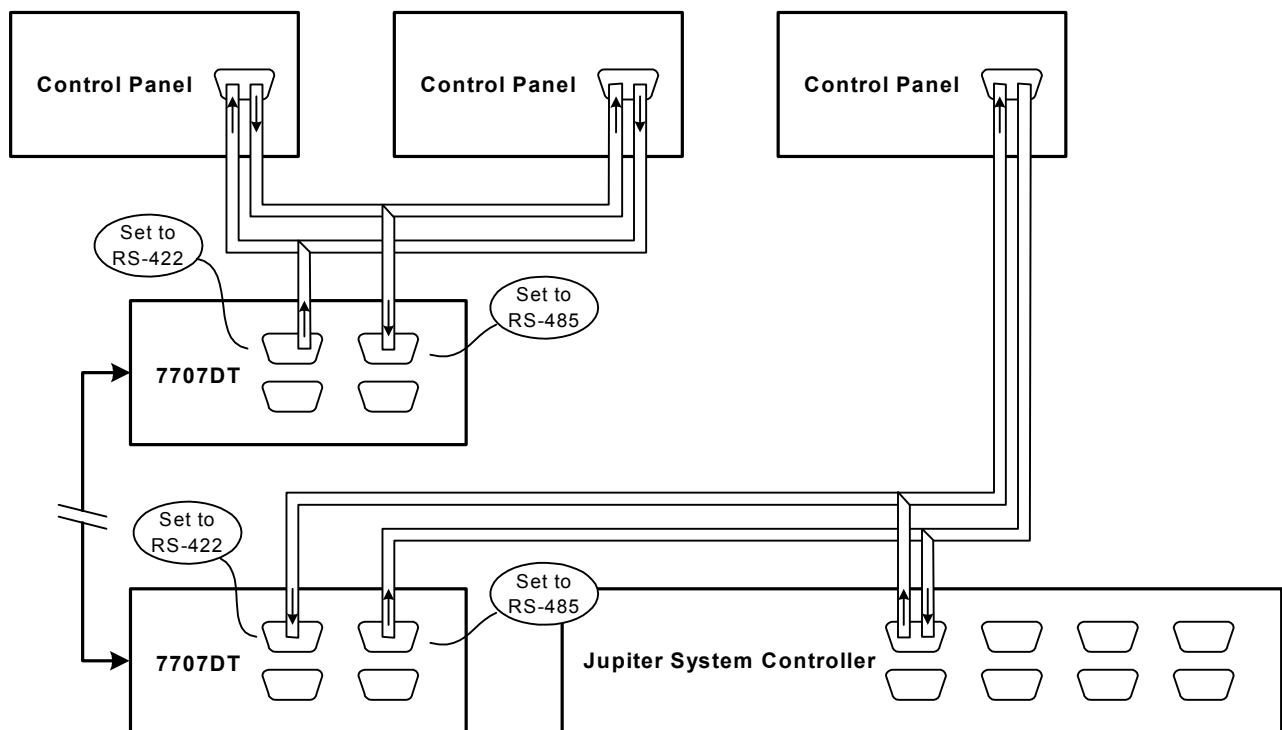 Control Panel
Control Panel
Control Panel
Set to
RS-422
Set to
RS-485
7707DT
Set to
RS-422
Set to
RS-485
7707DT
Jupiter System Controller